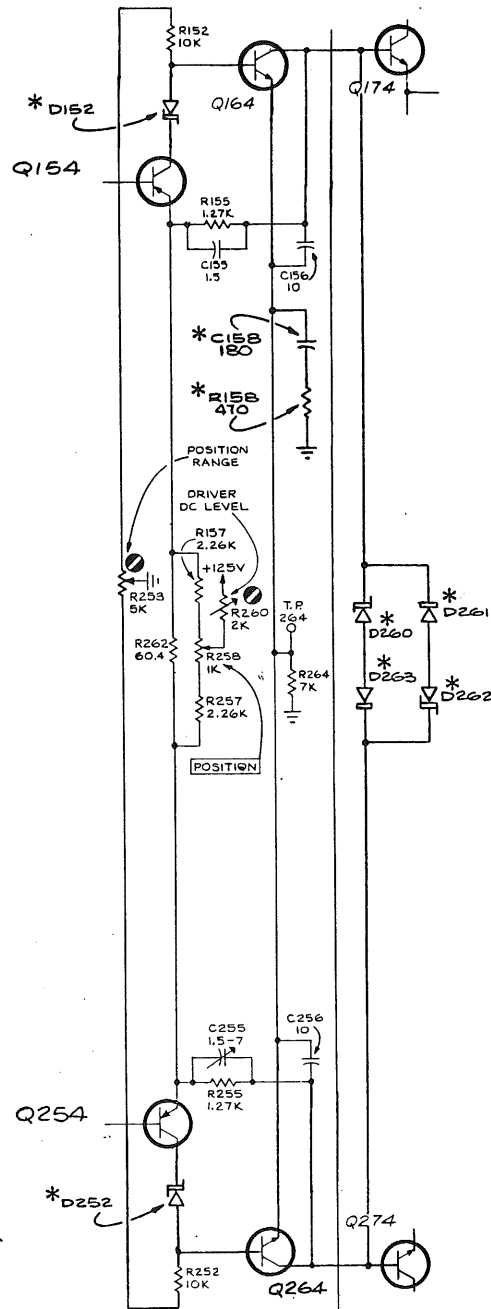 R152
10K
Q164
Q174
* D152
Q154
R155
1.27K
C155
1.5
C156
10
* C158
180
* R158
470
POSITION
RANGE
DRIVER
DC LEVEL
R157
2.26K
+125V
R253
5K
R260
2K
T.P.
264
R262
60.4
R258
1K
R264
7K
R257
2.26K
POSITION
* D260
* D261
* D263
* D262
C256
10
C255
1.5-7
R255
1.27K
Q254
* D252
Q274
R252
10K
Q264